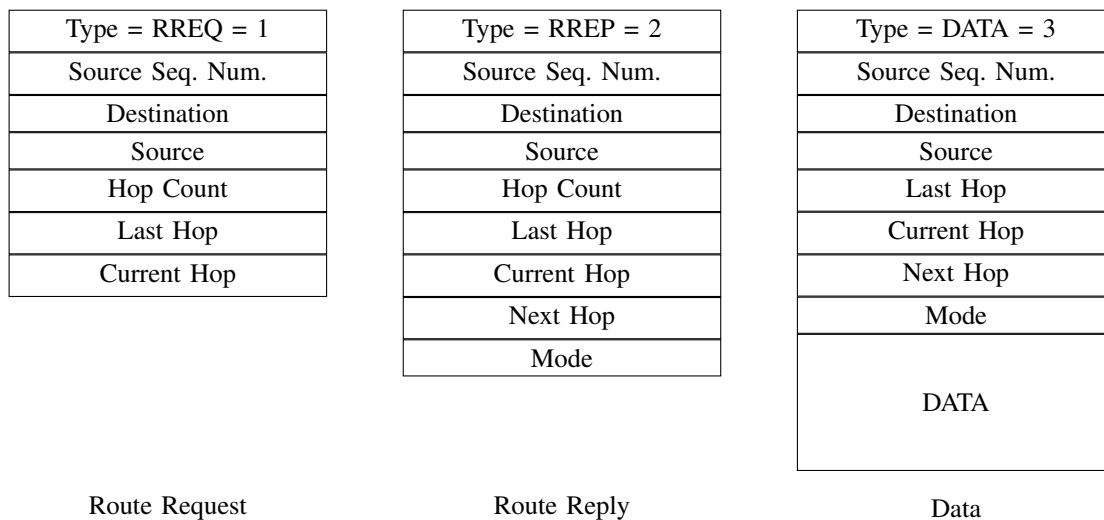 Type = RREQ = 1
Source Seq. Num.
Destination
Source
Hop Count
Last Hop
Current Hop
Route Request
Type = RREP = 2
Source Seq. Num.
Destination
Source
Hop Count
Last Hop
Current Hop
Next Hop
Mode
Route Reply
Type = DATA = 3
Source Seq. Num.
Destination
Source
Last Hop
Current Hop
Next Hop
Mode
DATA
Data